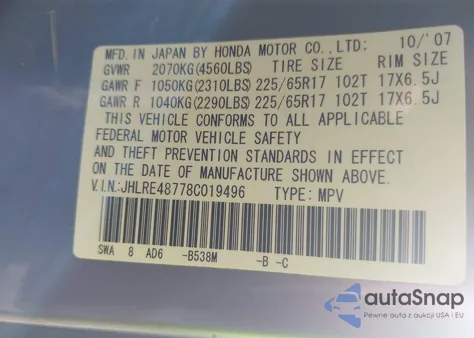 MFD. IN JAPAN BY HONDA MOTOR CO., LTD; 10/'07
GVWR 2070KG(4560LBS) TIRE SIZE RIM SIZE
GAWR F 1050KG(2310LBS) 225/65R17 102T 17X6.5J
GAWR R 1040KG(2290LBS) 225/65R17 102T 17X6.5J
THIS VEHICLE CONFORMS TO ALL APPLICABLE
FEDERAL MOTOR VEHICLE SAFETY
AND THEFT PREVENTION STANDARDS IN EFFECT
ON THE DATE OF MANUFACTURE SHOWN ABOVE.
V.I.N.:JHLRE48778C019496 TYPE: MPV
SWA 8 AD6 -B538M -B -C
autoSnap
Pewne auta z aukcji USA i EU